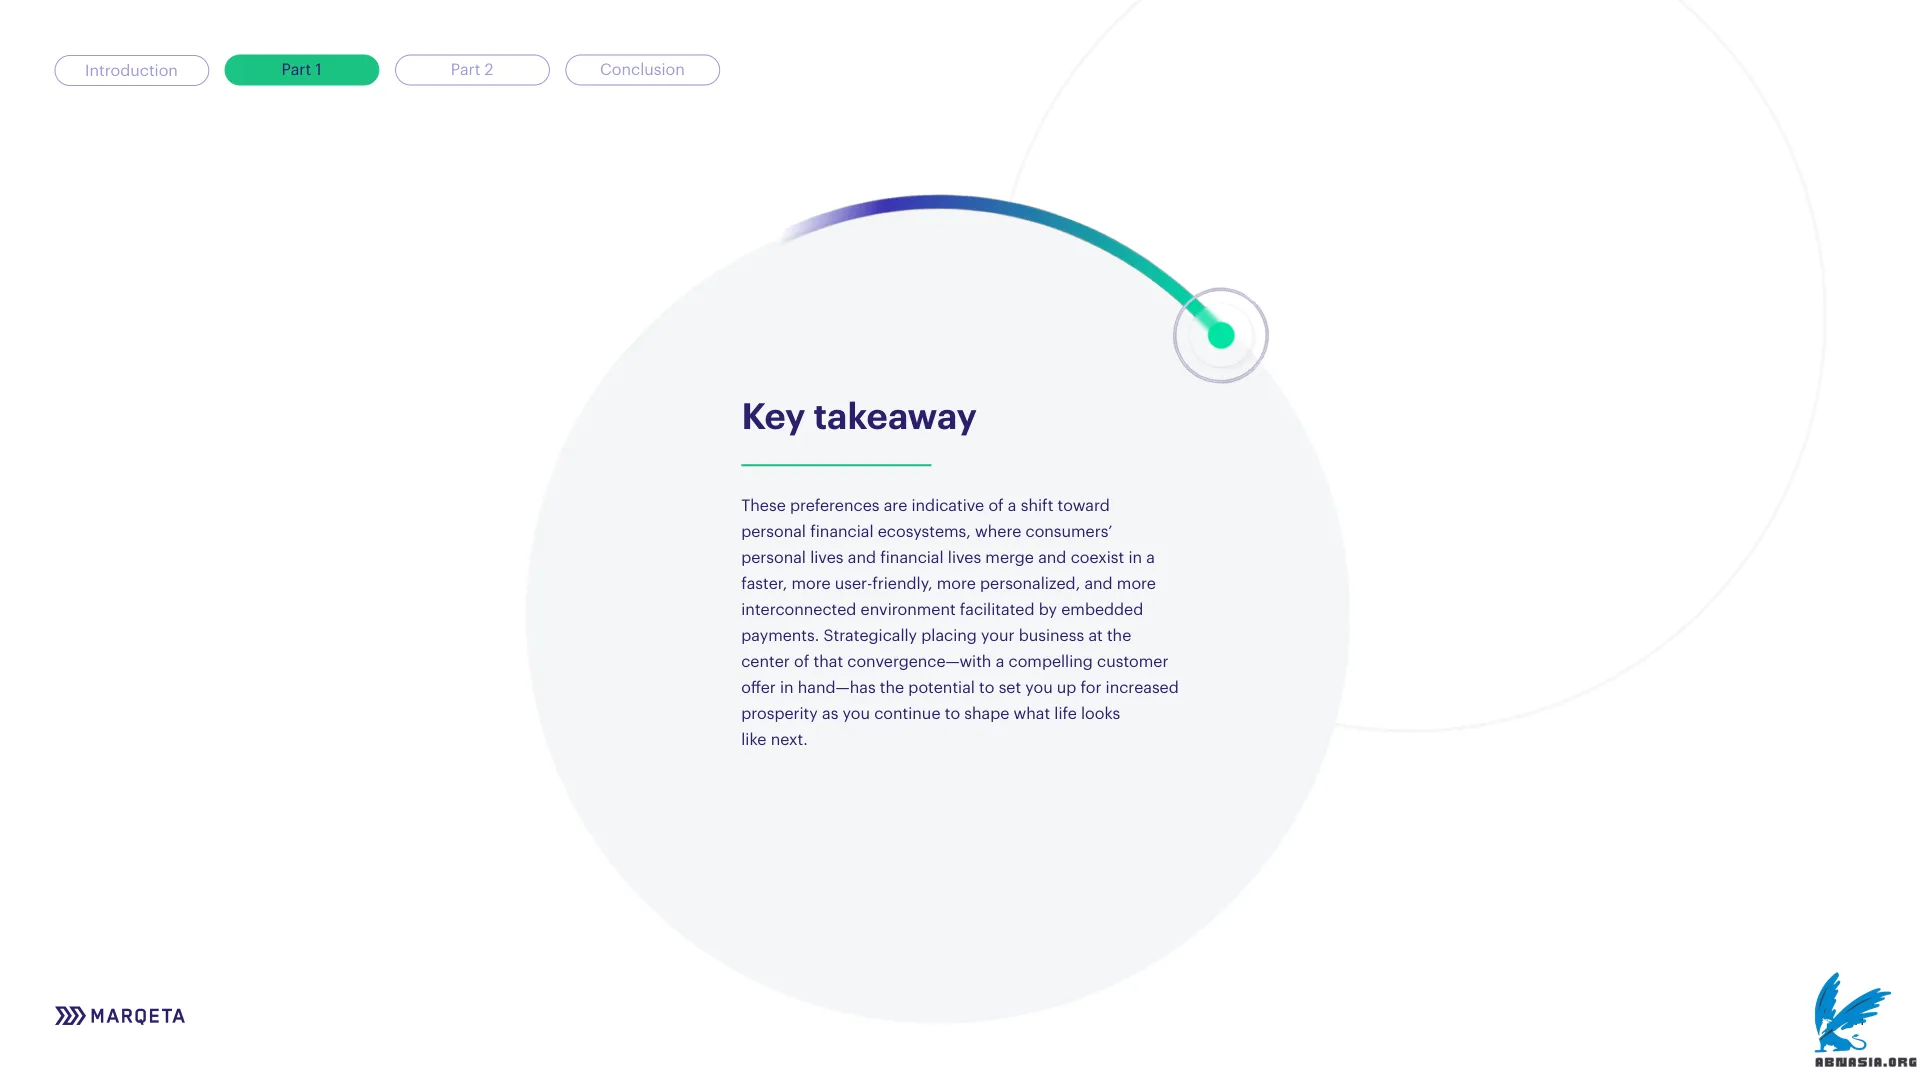 Introduction
Part 1
Part 2
Conclusion
Key takeaway
These preferences are indicative of a shift toward
personal financial ecosystems, where consumers’
personal lives and financial lives merge and coexist in a
faster, more user-friendly, more personalized, and more
interconnected environment facilitated by embedded
payments. Strategically placing your business at the
center of that convergence—with a compelling customer
offer in hand—has the potential to set you up for increased
prosperity as you continue to shape what life looks
like next.
MARQETA
ABNASIA.ORG